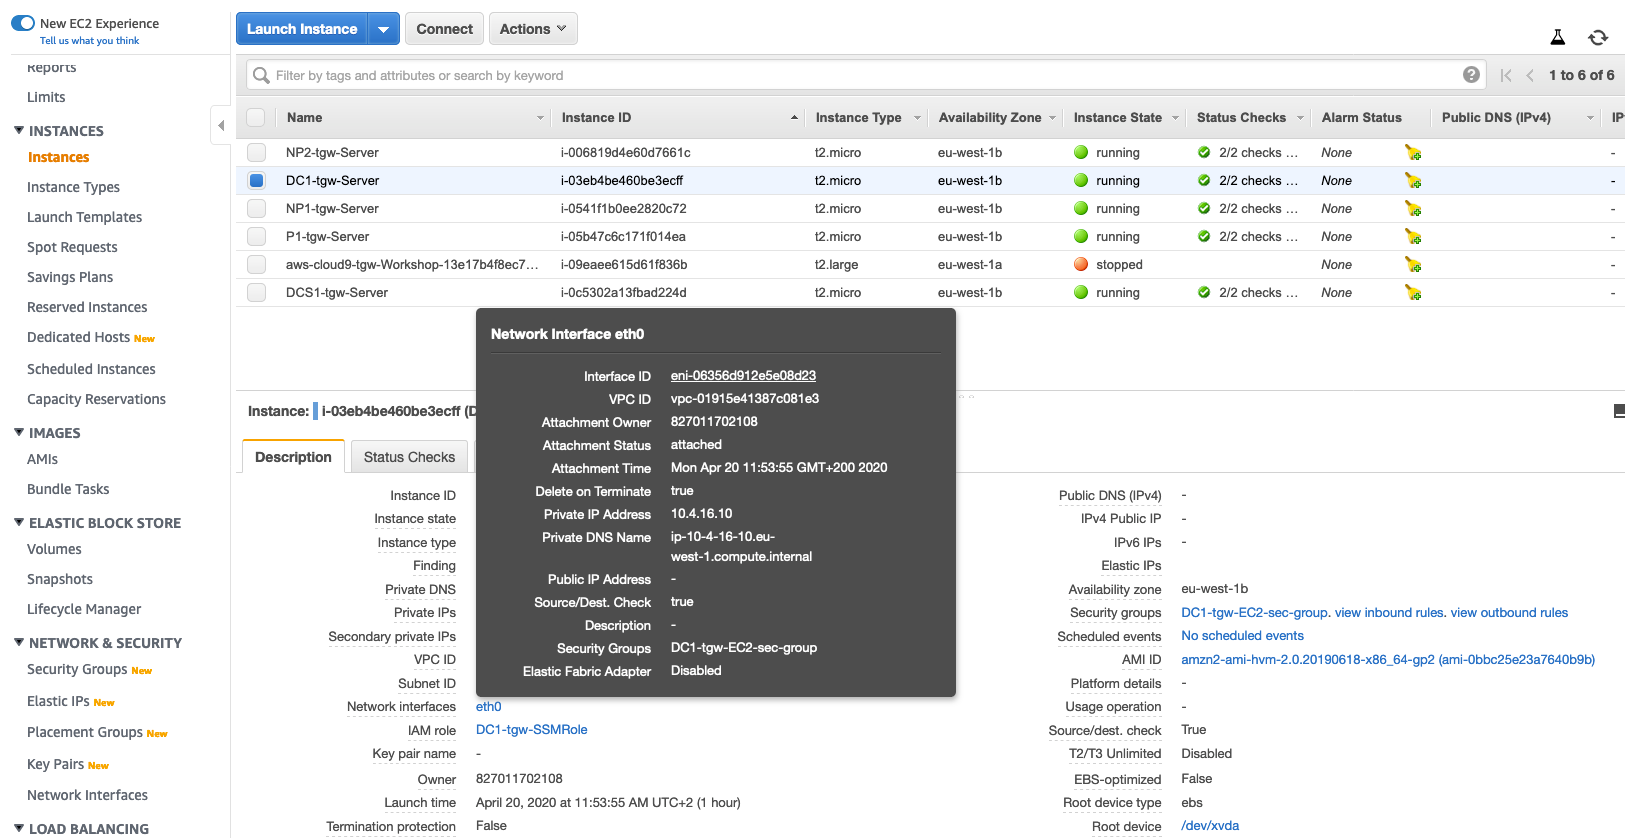 New EC2 Experience
Tell us what you think
Reports
Limits
INSTANCES
Instances
Instance Types
Launch Templates
Spot Requests
Savings Plans
Reserved Instances
Dedicated Hosts New
Scheduled Instances
Capacity Reservations
IMAGES
AMIs
Bundle Tasks
ELASTIC BLOCK STORE
Volumes
Snapshots
Lifecycle Manager
NETWORK & SECURITY
Security Groups New
Elastic IPs New
Placement Groups New
Key Pairs New
Network Interfaces
LOAD BALANCING
Launch Instance Connect Actions
Filter by tags and attributes or search by keyword 1 to 6 of 6
Name Instance ID Instance Type Availability Zone Instance State Status Checks Alarm Status Public DNS (IPv4) IP
NP2-tgw-Server i-006819d4e60d7661c t2.micro eu-west-1b running 2/2 checks ... None -
DC1-tgw-Server i-03eb4be460be3ecff t2.micro eu-west-1b running 2/2 checks ... None -
NP1-tgw-Server i-0541f1b0ee2820c72 t2.micro eu-west-1b running 2/2 checks ... None -
P1-tgw-Server i-05b47c6c171f014ea t2.micro eu-west-1b running 2/2 checks ... None -
aws-cloud9-tgw-Workshop-13e17b4f8ec7... i-09eaee615d61f836b t2.large eu-west-1a stopped None -
DCS1-tgw-Server i-0c5302a13fbad224d t2.micro eu-west-1b running 2/2 checks ... None -
Network Interface eth0
Interface ID eni-06356d912e5e08d23
VPC ID vpc-01915e41387c081e3
Attachment Owner 827011702108
Attachment Status attached
Attachment Time Mon Apr 20 11:53:55 GMT+200 2020
Delete on Terminate true
Private IP Address 10.4.16.10
Private DNS Name ip-10-4-16-10.eu-
west-1.compute.internal
Public IP Address -
Source/Dest. Check true
Description -
Security Groups DC1-tgw-EC2-sec-group
Elastic Fabric Adapter Disabled
Instance: i-03eb4be460be3ecff (D
Description Status Checks
Instance ID
Instance state
Instance type
Finding
Private DNS
Private IPs
Secondary private IPs
VPC ID
Subnet ID
Network interfaces eth0
IAM role DC1-tgw-SSMRole
Key pair name -
Owner 827011702108
Launch time April 20, 2020 at 11:53:55 AM UTC+2 (1 hour)
Termination protection False
Public DNS (IPv4) -
IPv4 Public IP -
IPv6 IPs -
Elastic IPs
Availability zone eu-west-1b
Security groups DC1-tgw-EC2-sec-group. view inbound rules. view outbound rules
Scheduled events No scheduled events
AMI ID amzn2-ami-hvm-2.0.20190618-x86_64-gp2 (ami-0bbc25e23a7640b9b)
Platform details -
Usage operation -
Source/dest. check True
T2/T3 Unlimited Disabled
EBS-optimized False
Root device type ebs
Root device /dev/xvda